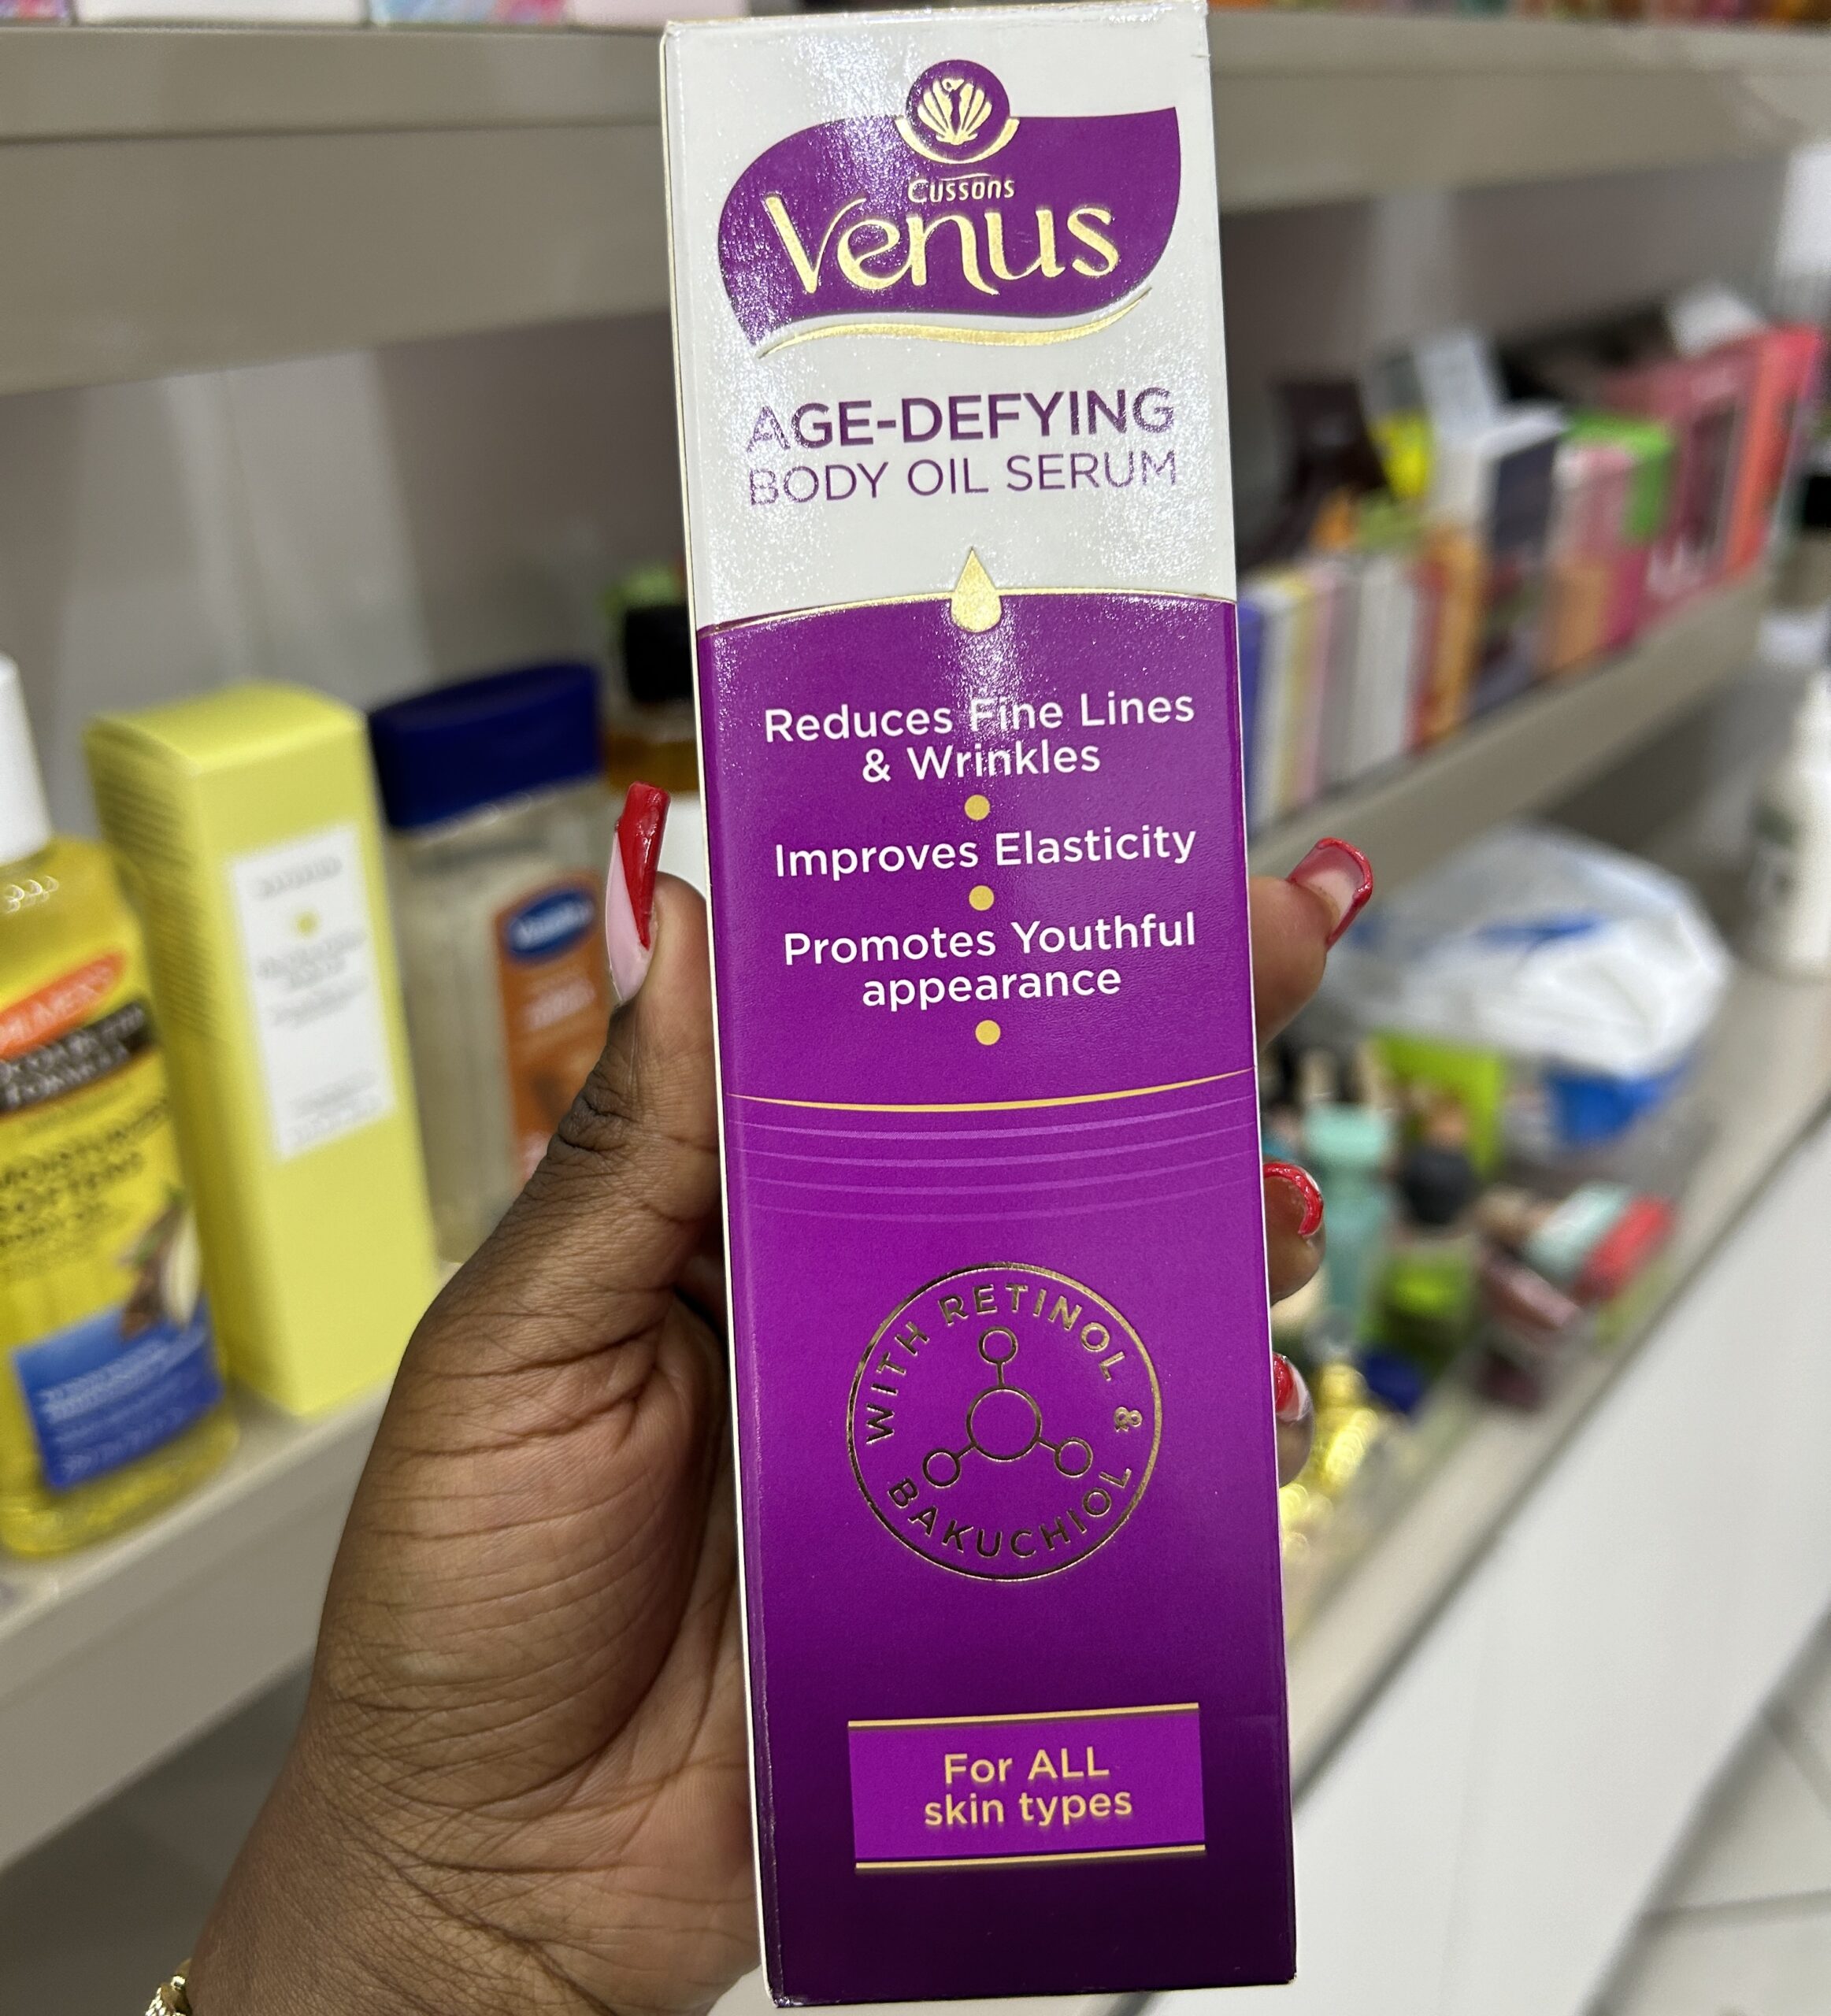 Cussons
Venus
AGE-DEFYING
BODY OIL SERUM
Reduces Fine Lines
& Wrinkles
Improves Elasticity
Promotes Youthful
appearance
WITH RETINOL &
BAKUCHIOL
For ALL
skin types